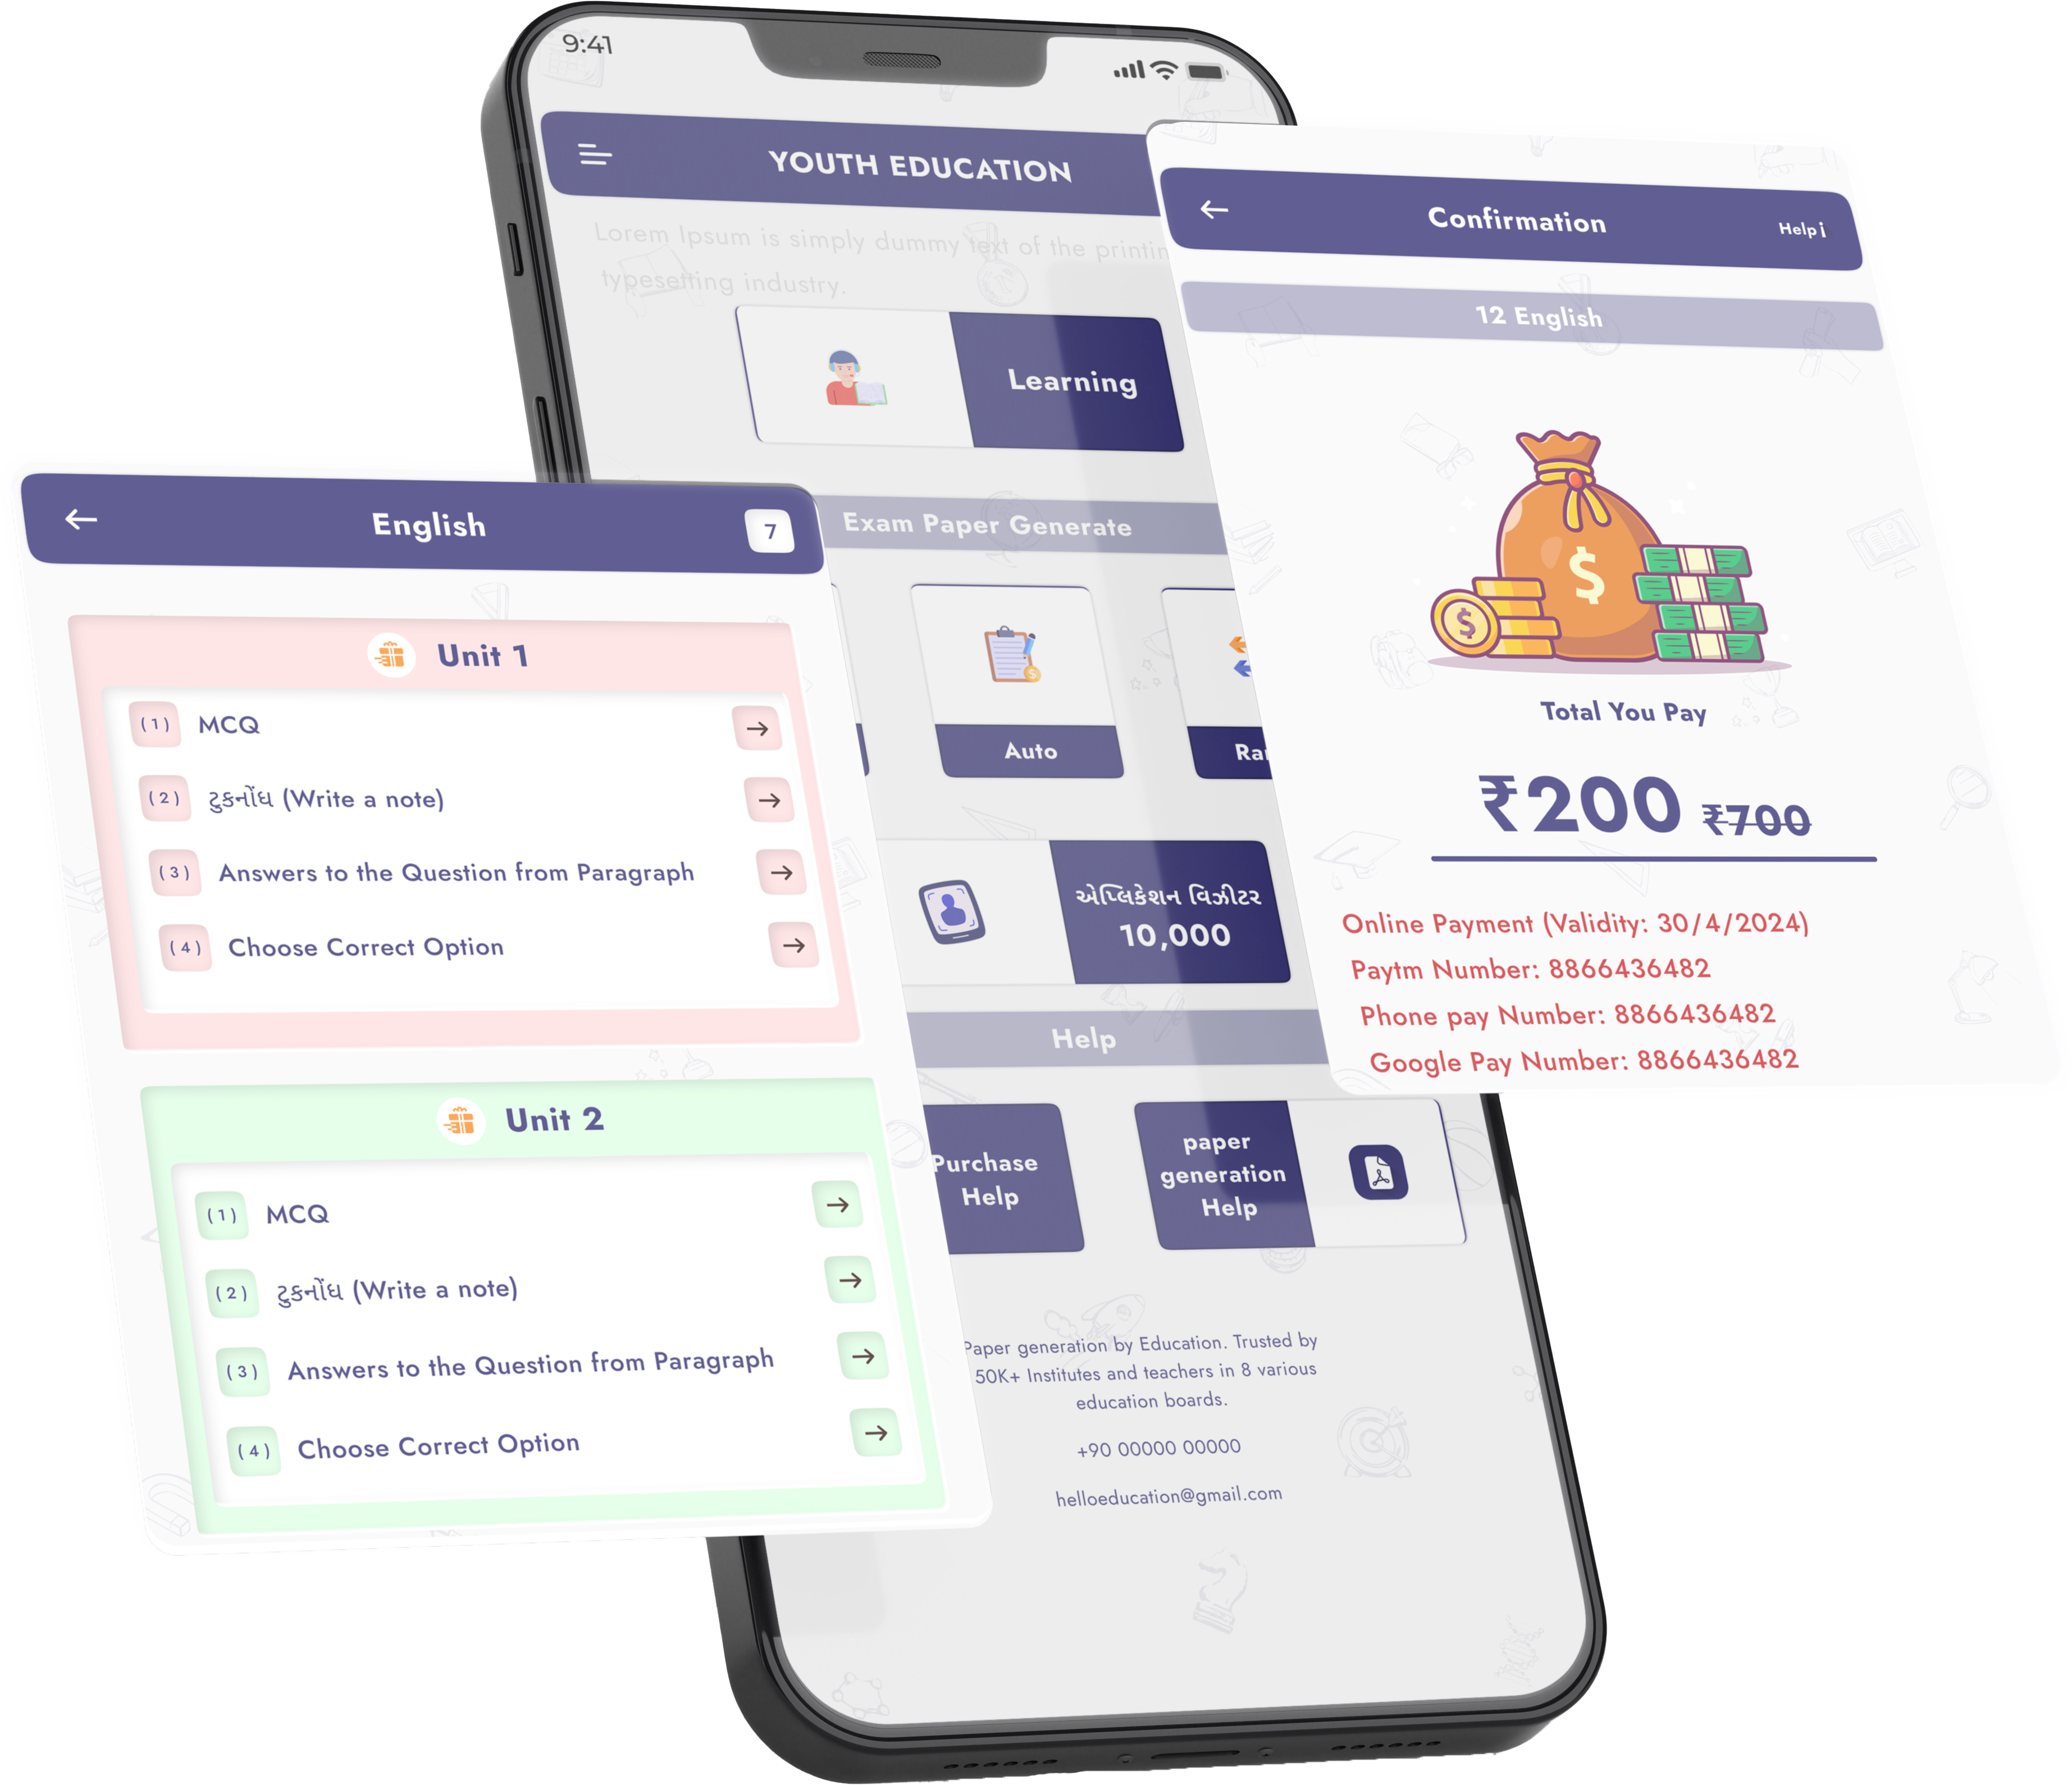 9:41
YOUTH EDUCATION
Lorem Ipsum is simply dummy text of the printin
typesetting industry.
Learning
Exam Paper Generate
Auto
Ra
એપ્લિકેશન વિઝીટર
10,000
Help
Purchase
Help
paper
generation
Help
Paper generation by Education. Trusted by
50K+ Institutes and teachers in 8 various
education boards.
+90 00000 00000
helloeducation@gmail.com
English
7
Unit 1
(1) MCQ
(2) ટુકનોંધ (Write a note)
(3) Answers to the Question from Paragraph
(4) Choose Correct Option
Unit 2
(1) MCQ
(2) ટુકનોંધ (Write a note)
(3) Answers to the Question from Paragraph
(4) Choose Correct Option
Confirmation
Help i
12 English
Total You Pay
₹200 ₹700
Online Payment (Validity: 30/4/2024)
Paytm Number: 8866436482
Phone pay Number: 8866436482
Google Pay Number: 8866436482